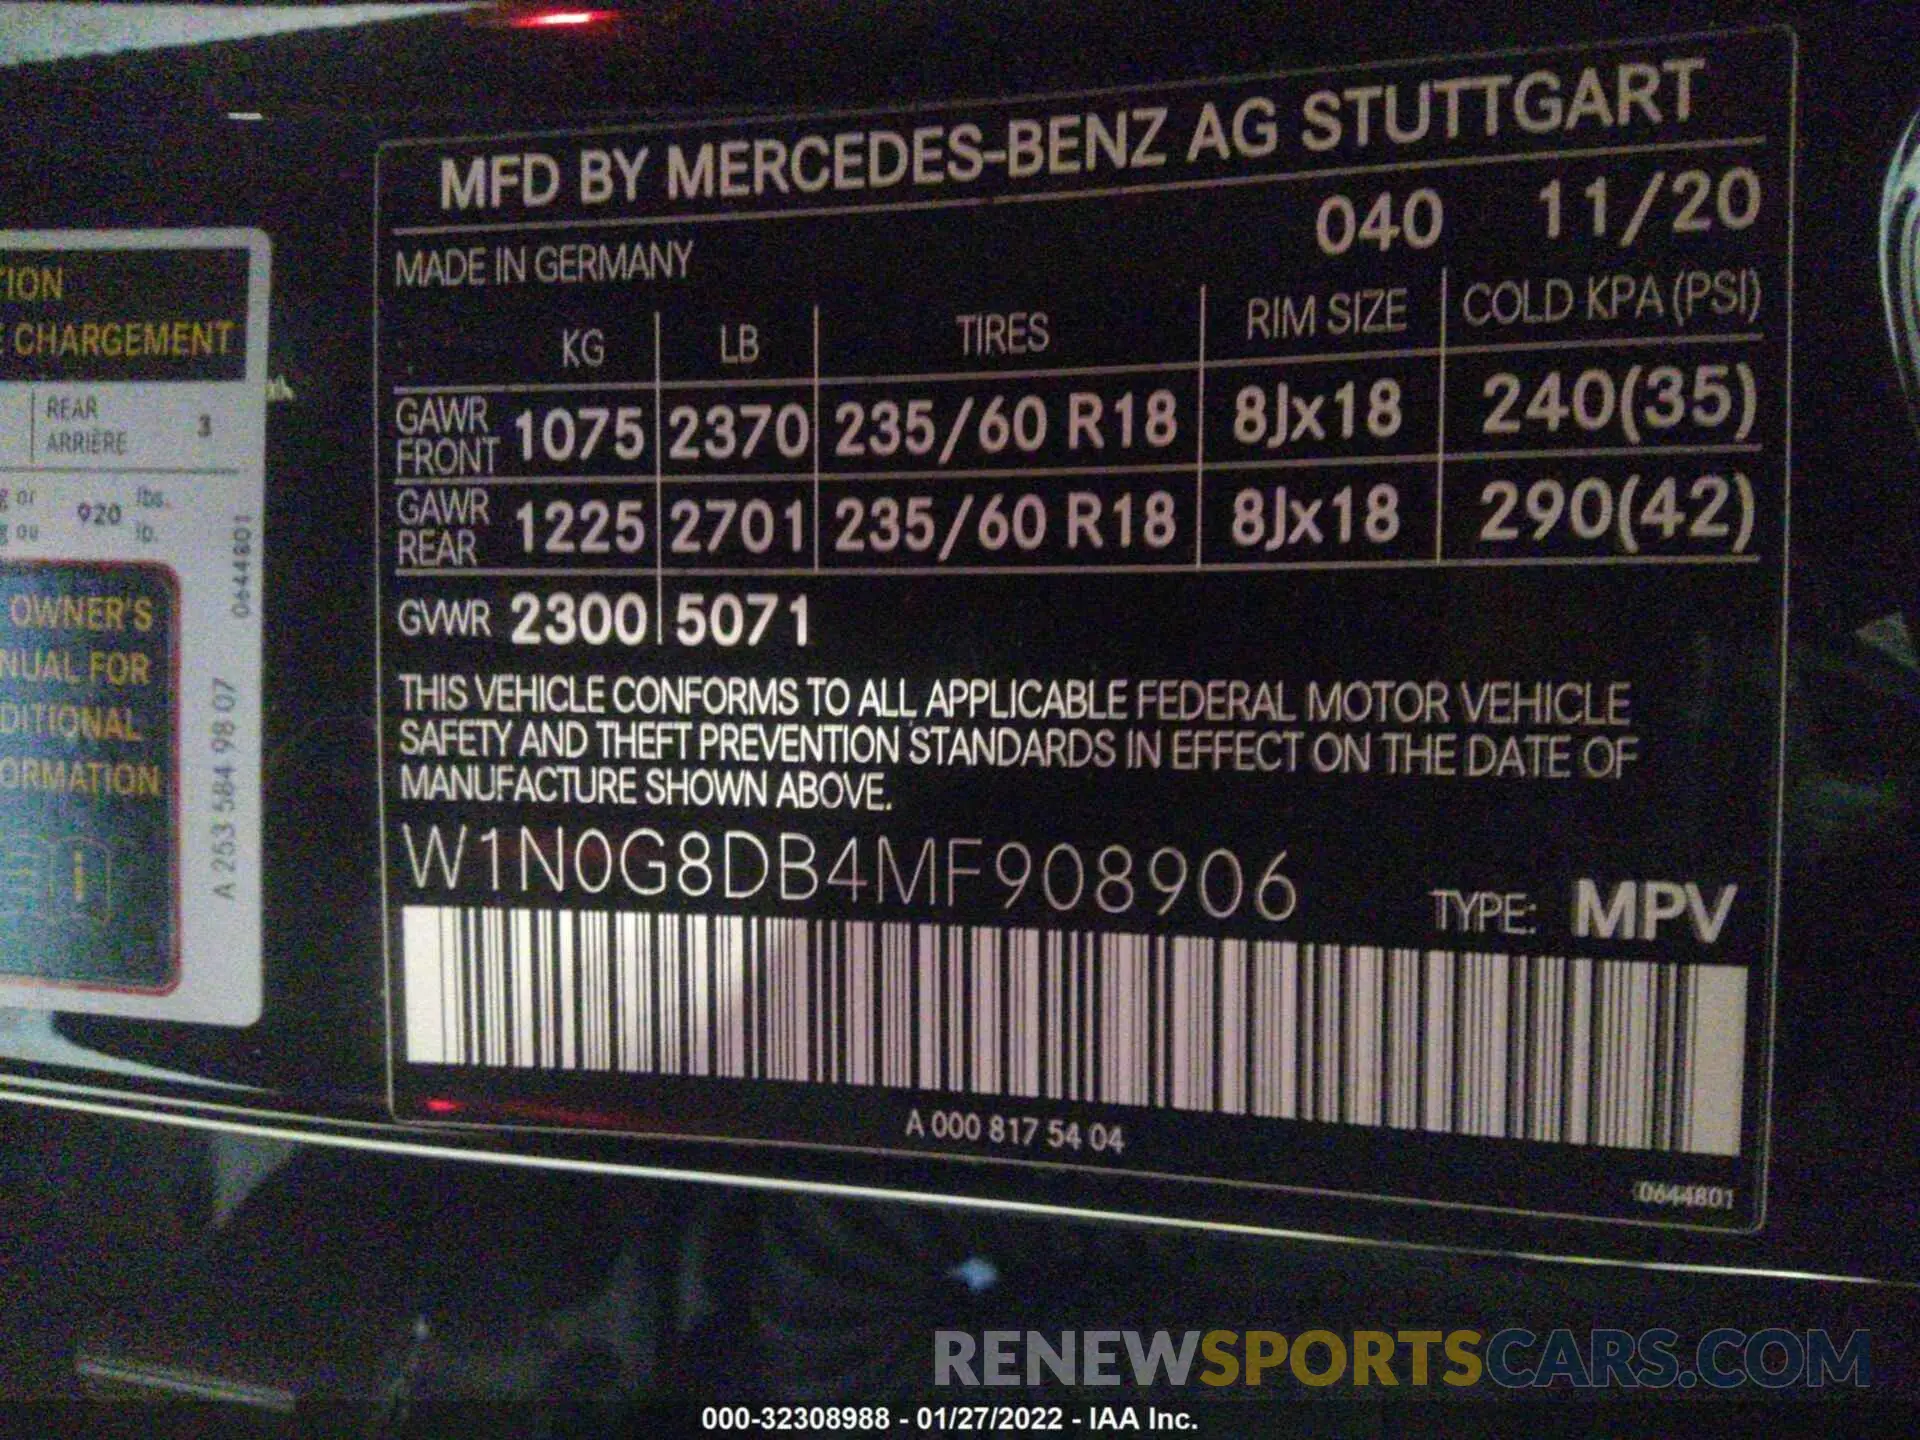 MFD BY MERCEDES-BENZ AG STUTTGART
MADE IN GERMANY 040 11/20
KG LB TIRES RIM SIZE COLD KPA (PSI)
GAWR FRONT 1075 2370 235/60 R18 8Jx18 240(35)
GAWR REAR 1225 2701 235/60 R18 8Jx18 290(42)
GVWR 2300 5071
THIS VEHICLE CONFORMS TO ALL APPLICABLE FEDERAL MOTOR VEHICLE
SAFETY AND THEFT PREVENTION STANDARDS IN EFFECT ON THE DATE OF
MANUFACTURE SHOWN ABOVE.
W1N0G8DB4MF908906
TYPE: MPV
A 000 817 54 04
0644801
TION
E CHARGEMENT
REAR 3
ARRIÈRE
g or 920 lbs.
g ou lb.
OWNER'S
NUAL FOR
DITIONAL
ORMATION
0644801
A 253 584 98 07
RENEWSPORTSCARS.COM
000-32308988 - 01/27/2022 - IAA Inc.